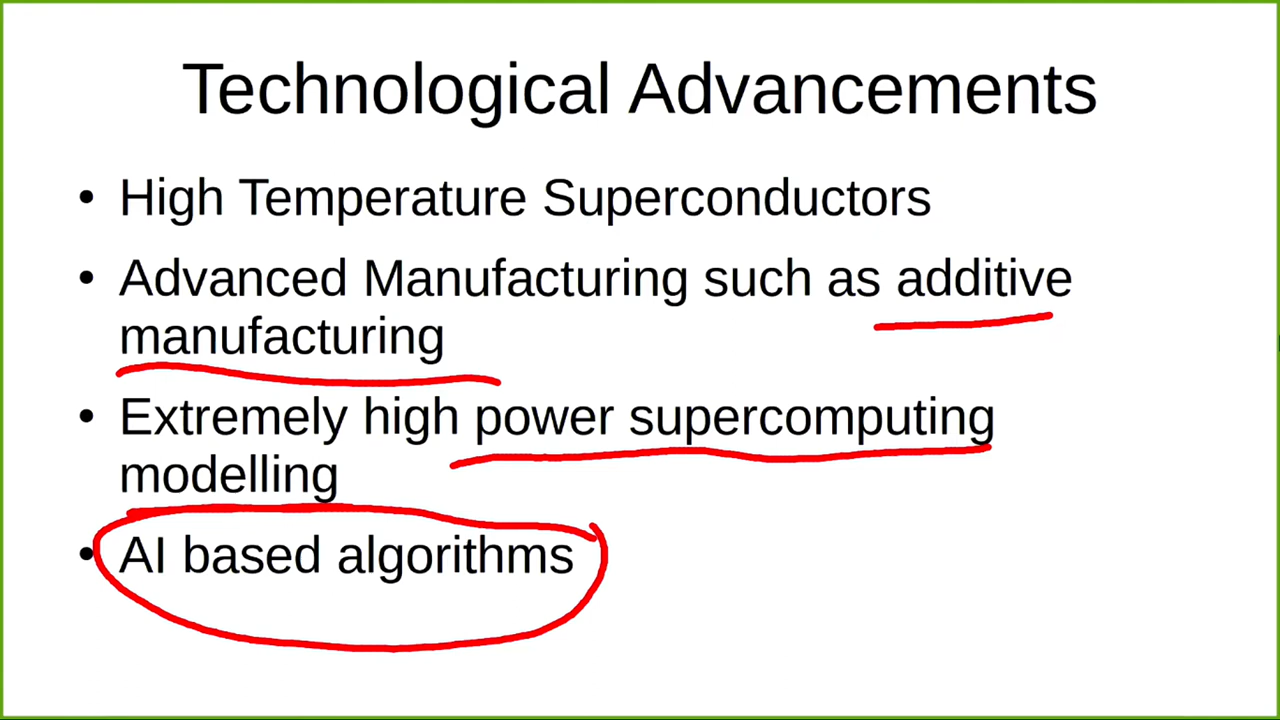 Technological Advancements
• High Temperature Superconductors
• Advanced Manufacturing such as additive
manufacturing
• Extremely high power supercomputing
modelling
• AI based algorithms